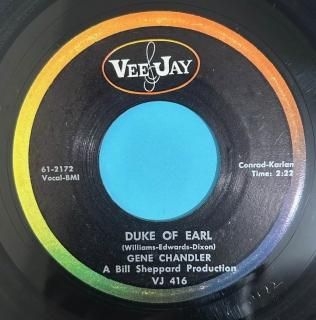 VEE JAY
61-2172
Vocal-BMI
Conrad-Karlan
Time: 2:22
DUKE OF EARL
(Williams-Edwards-Dixon)
GENE CHANDLER
A Bill Sheppard Production
VJ 416